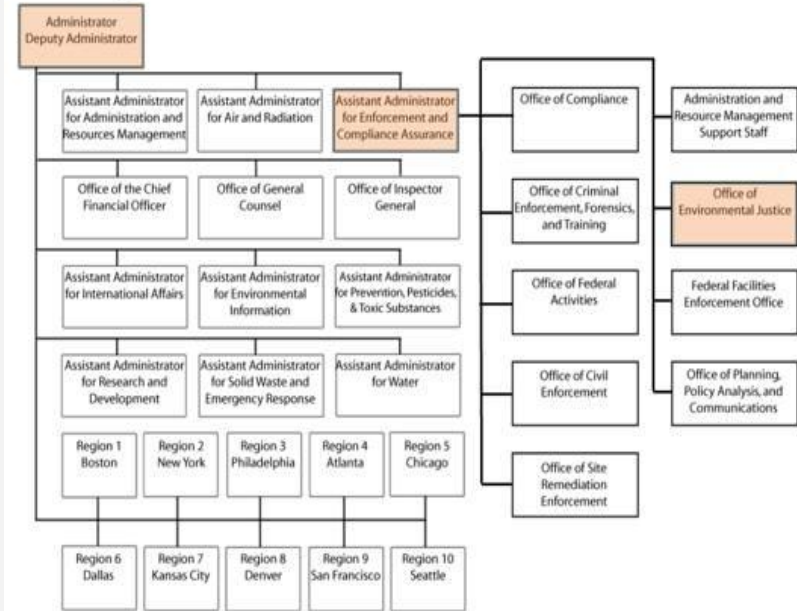 Administrator
Deputy Administrator
Assistant Administrator
for Administration and
Resources Management
Assistant Administrator
for Air and Radiation
Assistant Administrator
for Enforcement and
Compliance Assurance
Office of Compliance
Administration and
Resource Management
Support Staff
Office of the Chief
Financial Officer
Office of General
Counsel
Office of Inspector
General
Office of Criminal
Enforcement, Forensics,
and Training
Office of
Environmental Justice
Assistant Administrator
for International Affairs
Assistant Administrator
for Environmental
Information
Assistant Administrator
for Prevention, Pesticides,
& Toxic Substances
Office of Federal
Activities
Federal Facilities
Enforcement Office
Assistant Administrator
for Research and
Development
Assistant Administrator
for Solid Waste and
Emergency Response
Assistant Administrator
for Water
Office of Civil
Enforcement
Office of Planning,
Policy Analysis, and
Communications
Region 1
Boston
Region 2
New York
Region 3
Philadelphia
Region 4
Atlanta
Region 5
Chicago
Office of Site
Remediation
Enforcement
Region 6
Dallas
Region 7
Kansas City
Region 8
Denver
Region 9
San Francisco
Region 10
Seattle